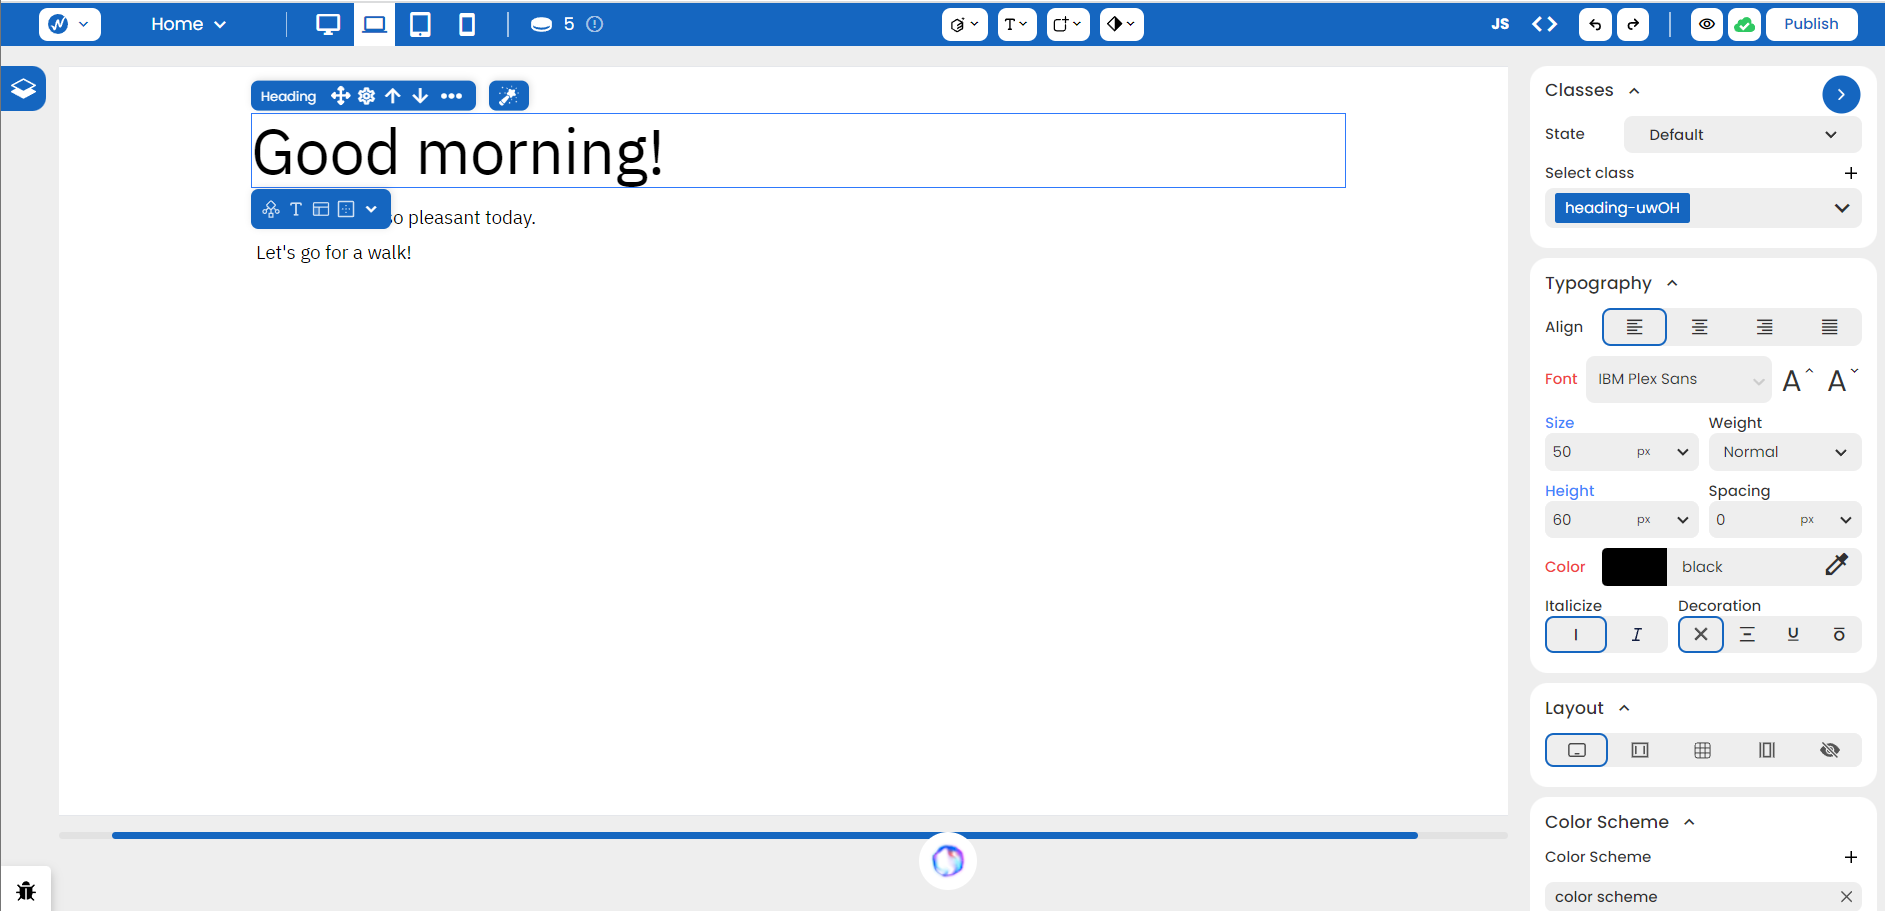 Home
5
T
JS
Publish
Heading
Good morning!
so pleasant today.
Let's go for a walk!
Classes
State
Default
Select class
heading-uwOH
Typography
Align
Font
IBM Plex Sans
Size
Weight
50 px
Normal
Height
Spacing
60 px
0 px
Color
black
Italicize
Decoration
Layout
Color Scheme
Color Scheme
color scheme